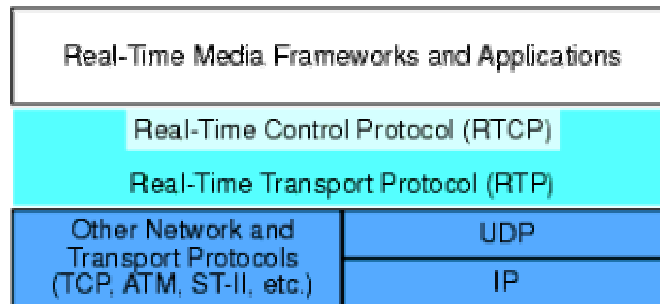 Real-Time Media Frameworks and Applications
Real-Time Control Protocol (RTCP)
Real-Time Transport Protocol (RTP)
Other Network and
Transport Protocols
(TCP, ATM, ST-II, etc.)
UDP
IP